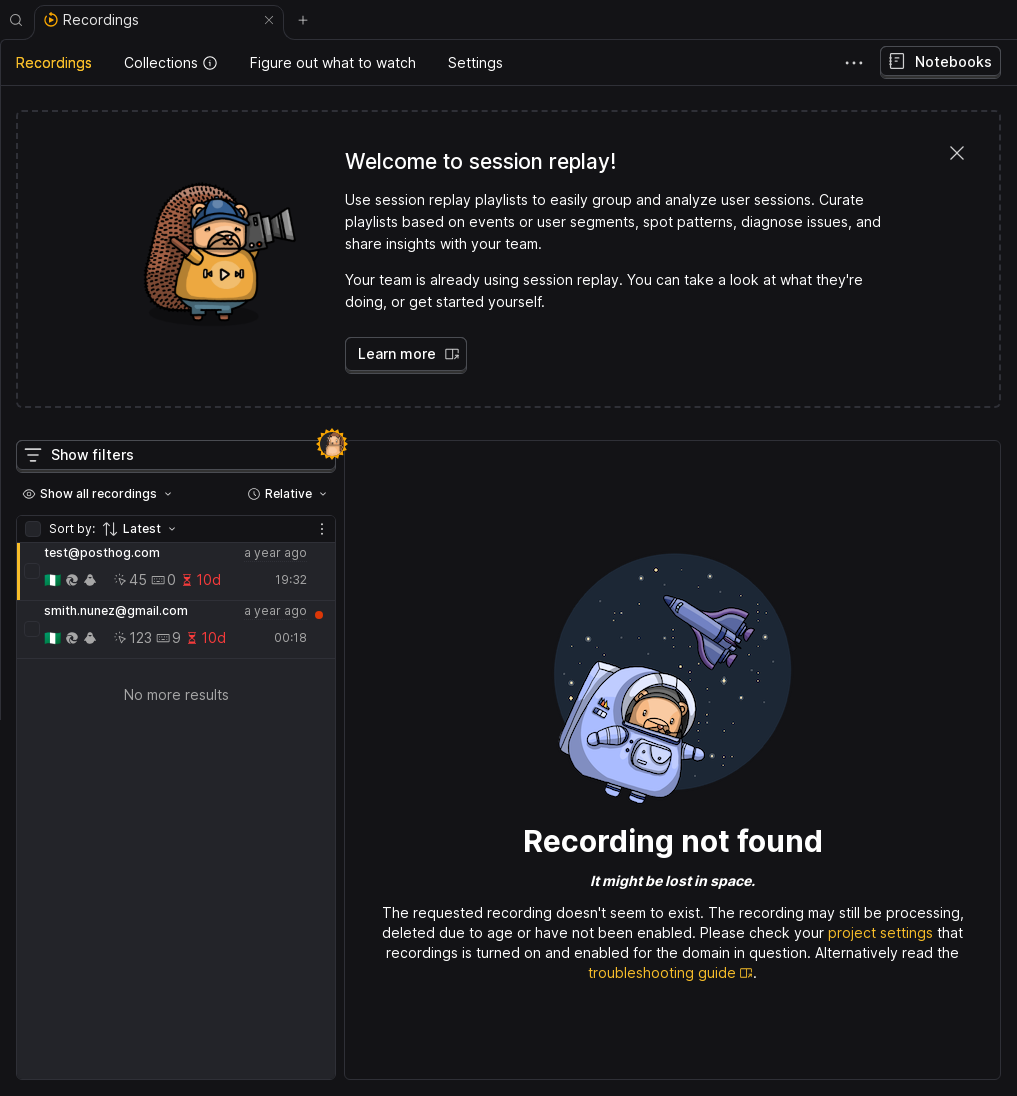 Recordings
Recordings
Collections
Figure out what to watch
Settings
Notebooks
Welcome to session replay!
Use session replay playlists to easily group and analyze user sessions. Curate
playlists based on events or user segments, spot patterns, diagnose issues, and
share insights with your team.
Your team is already using session replay. You can take a look at what they're
doing, or get started yourself.
Learn more
Show filters
Show all recordings
Relative
Sort by: Latest
test@posthog.com a year ago
45 0 10d 19:32
smith.nunez@gmail.com a year ago
123 9 10d 00:18
No more results
Recording not found
It might be lost in space.
The requested recording doesn't seem to exist. The recording may still be processing,
deleted due to age or have not been enabled. Please check your project settings that
recordings is turned on and enabled for the domain in question. Alternatively read the
troubleshooting guide.